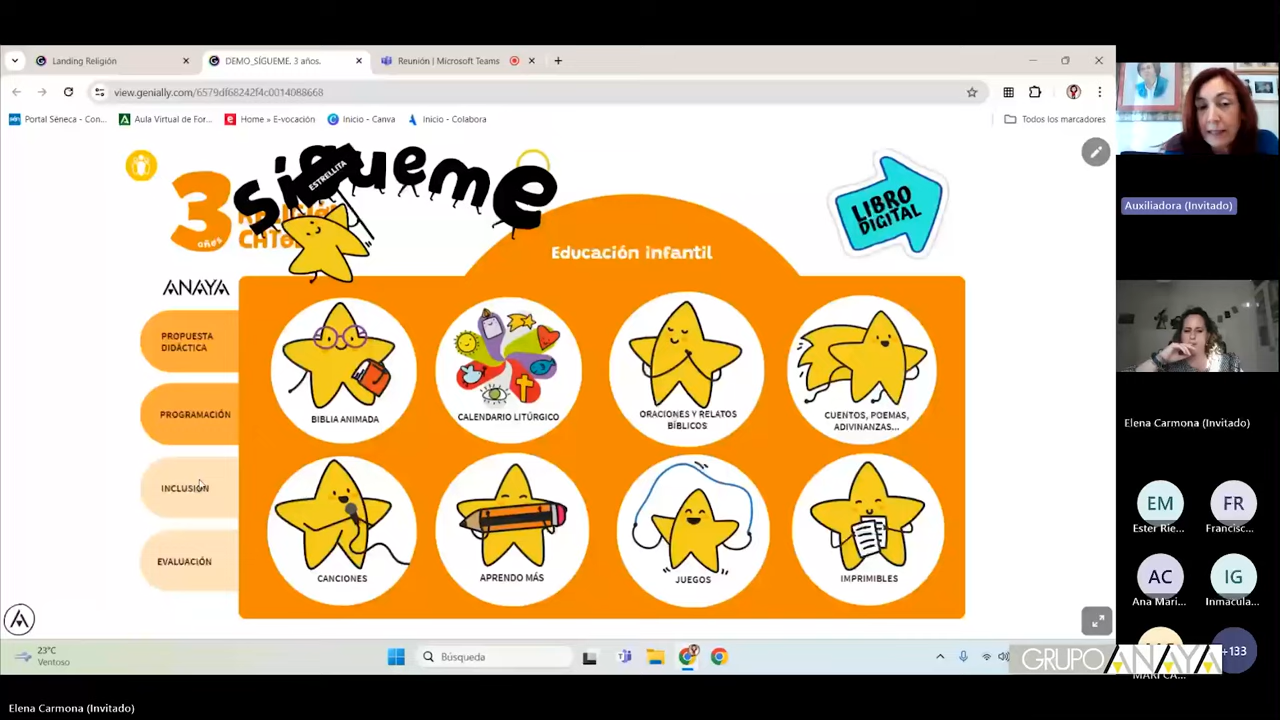 Landing Religión
DEMO_SÍGUEME. 3 años.
Reunión | Microsoft Teams
view.genially.com/6579df68242f4c0014088668
Portal Séneca - Con...
Aula Virtual de For...
Home » E-vocación
Inicio - Canva
Inicio - Colabora
Todos los marcadores
sígueme
ESTRELLITA
3
años
LIBRO
DIGITAL
Educación Infantil
ANAYA
PROPUESTA
DIDÁCTICA
PROGRAMACIÓN
INCLUSIÓN
EVALUACIÓN
BIBLIA ANIMADA
CALENDARIO LITÚRGICO
ORACIONES Y RELATOS
BÍBLICOS
CUENTOS, POEMAS,
ADIVINANZAS...
CANCIONES
APRENDO MÁS
JUEGOS
IMPRIMIBLES
23°C
Ventoso
Búsqueda
Auxiliadora (Invitado)
Elena Carmona (Invitado)
EM
Ester Rie...
FR
Francisc...
AC
Ana Mari...
IG
Inmacula...
+133
GRUPO ANAYA
Elena Carmona (Invitado)